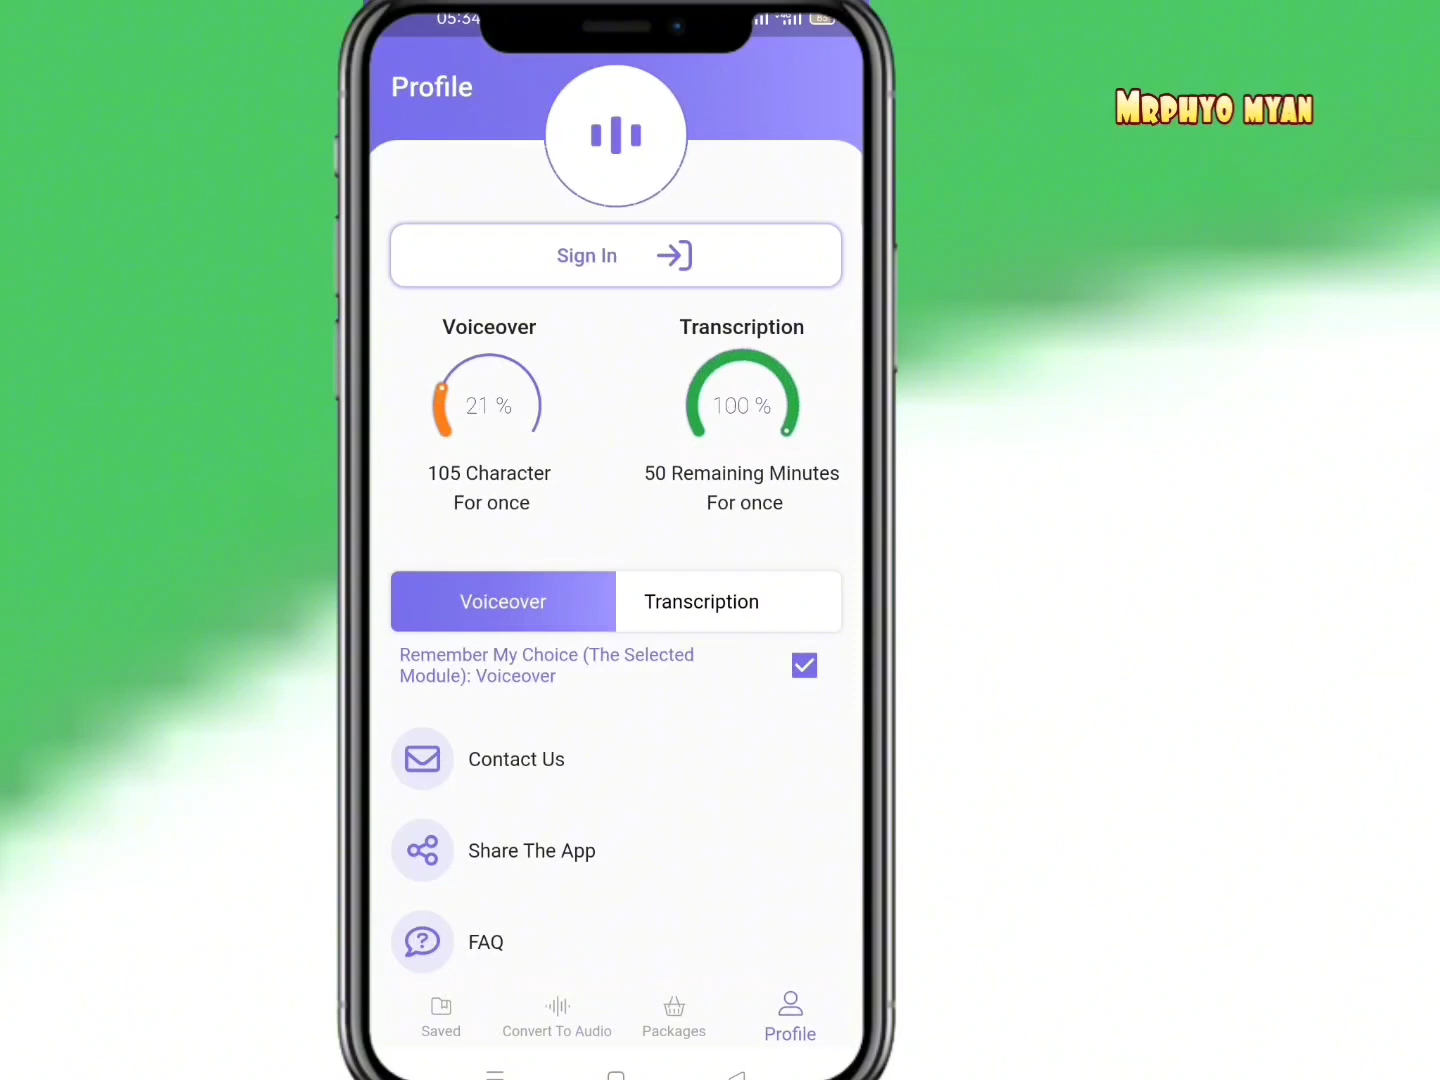 05:34
83
Profile
MRPHYO MYAN
Sign In
Voiceover
Transcription
21 %
100 %
105 Character
For once
50 Remaining Minutes
For once
Voiceover
Transcription
Remember My Choice (The Selected
Module): Voiceover
Contact Us
Share The App
FAQ
Saved
Convert To Audio
Packages
Profile